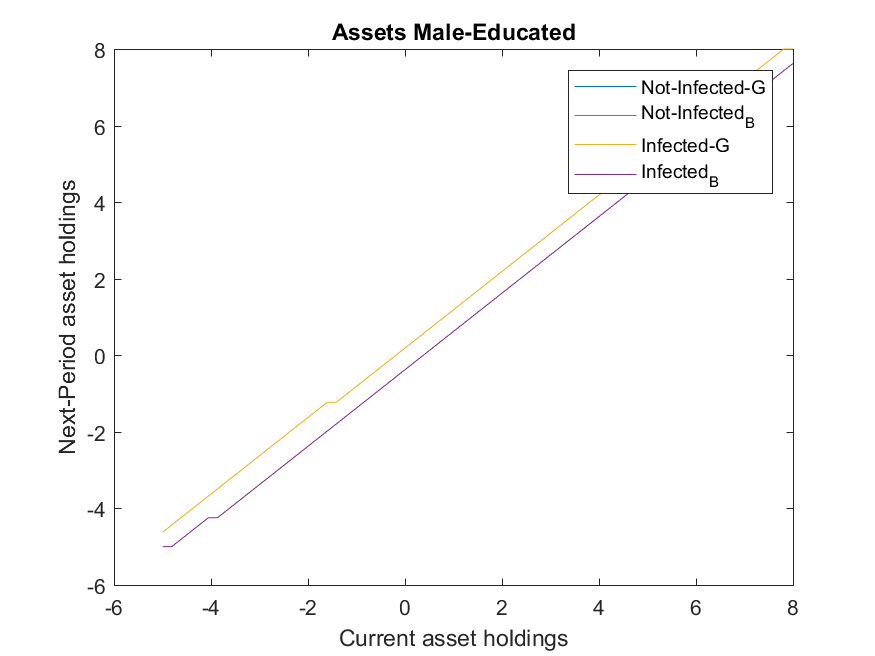 Assets Male-Educated
8
6
4
2
0
-2
-4
-6
Next-Period asset holdings
Not-Infected-G
Not-Infected_B
Infected-G
Infected_B
-6 -4 -2 0 2 4 6 8
Current asset holdings